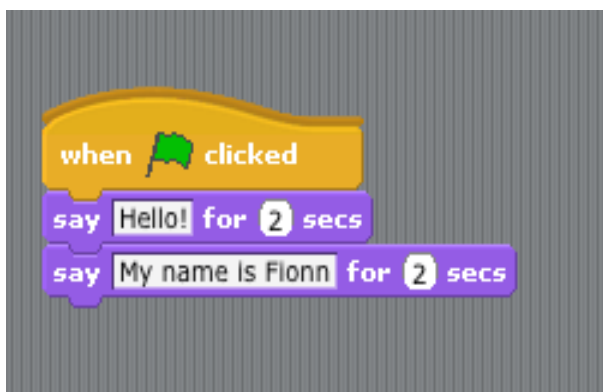 when clicked
say Hello! for 2 secs
say My name is Fionn for 2 secs